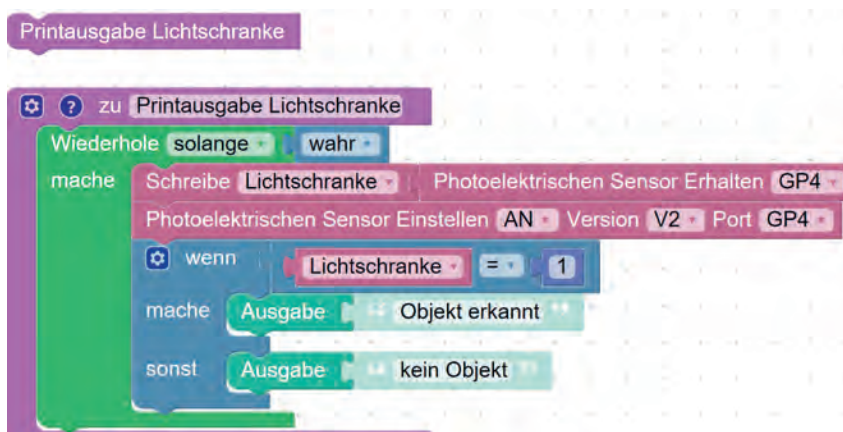 Printausgabe Lichtschranke
? zu Printausgabe Lichtschranke
Wiederhole solange wahr
mache Schreibe Lichtschranke Photoelektrischen Sensor Erhalten GP4
Photoelektrischen Sensor Einstellen AN Version V2 Port GP4
wenn Lichtschranke = 1
mache Ausgabe “ Objekt erkannt ”
sonst Ausgabe “ kein Objekt ”